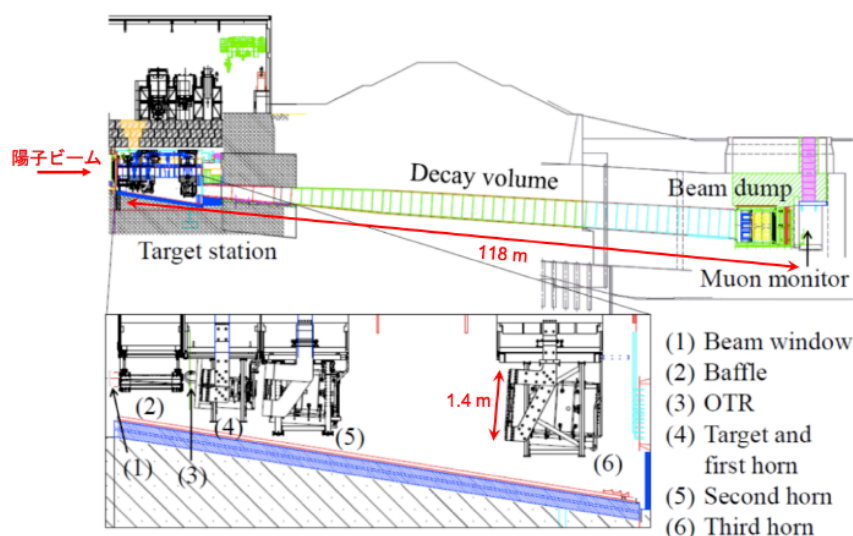 陽子ビーム
Decay volume
Beam dump
Target station
118 m
Muon monitor
1.4 m
(1)
(2)
(3)
(4)
(5)
(6)
(1) Beam window
(2) Baffle
(3) OTR
(4) Target and
first horn
(5) Second horn
(6) Third horn